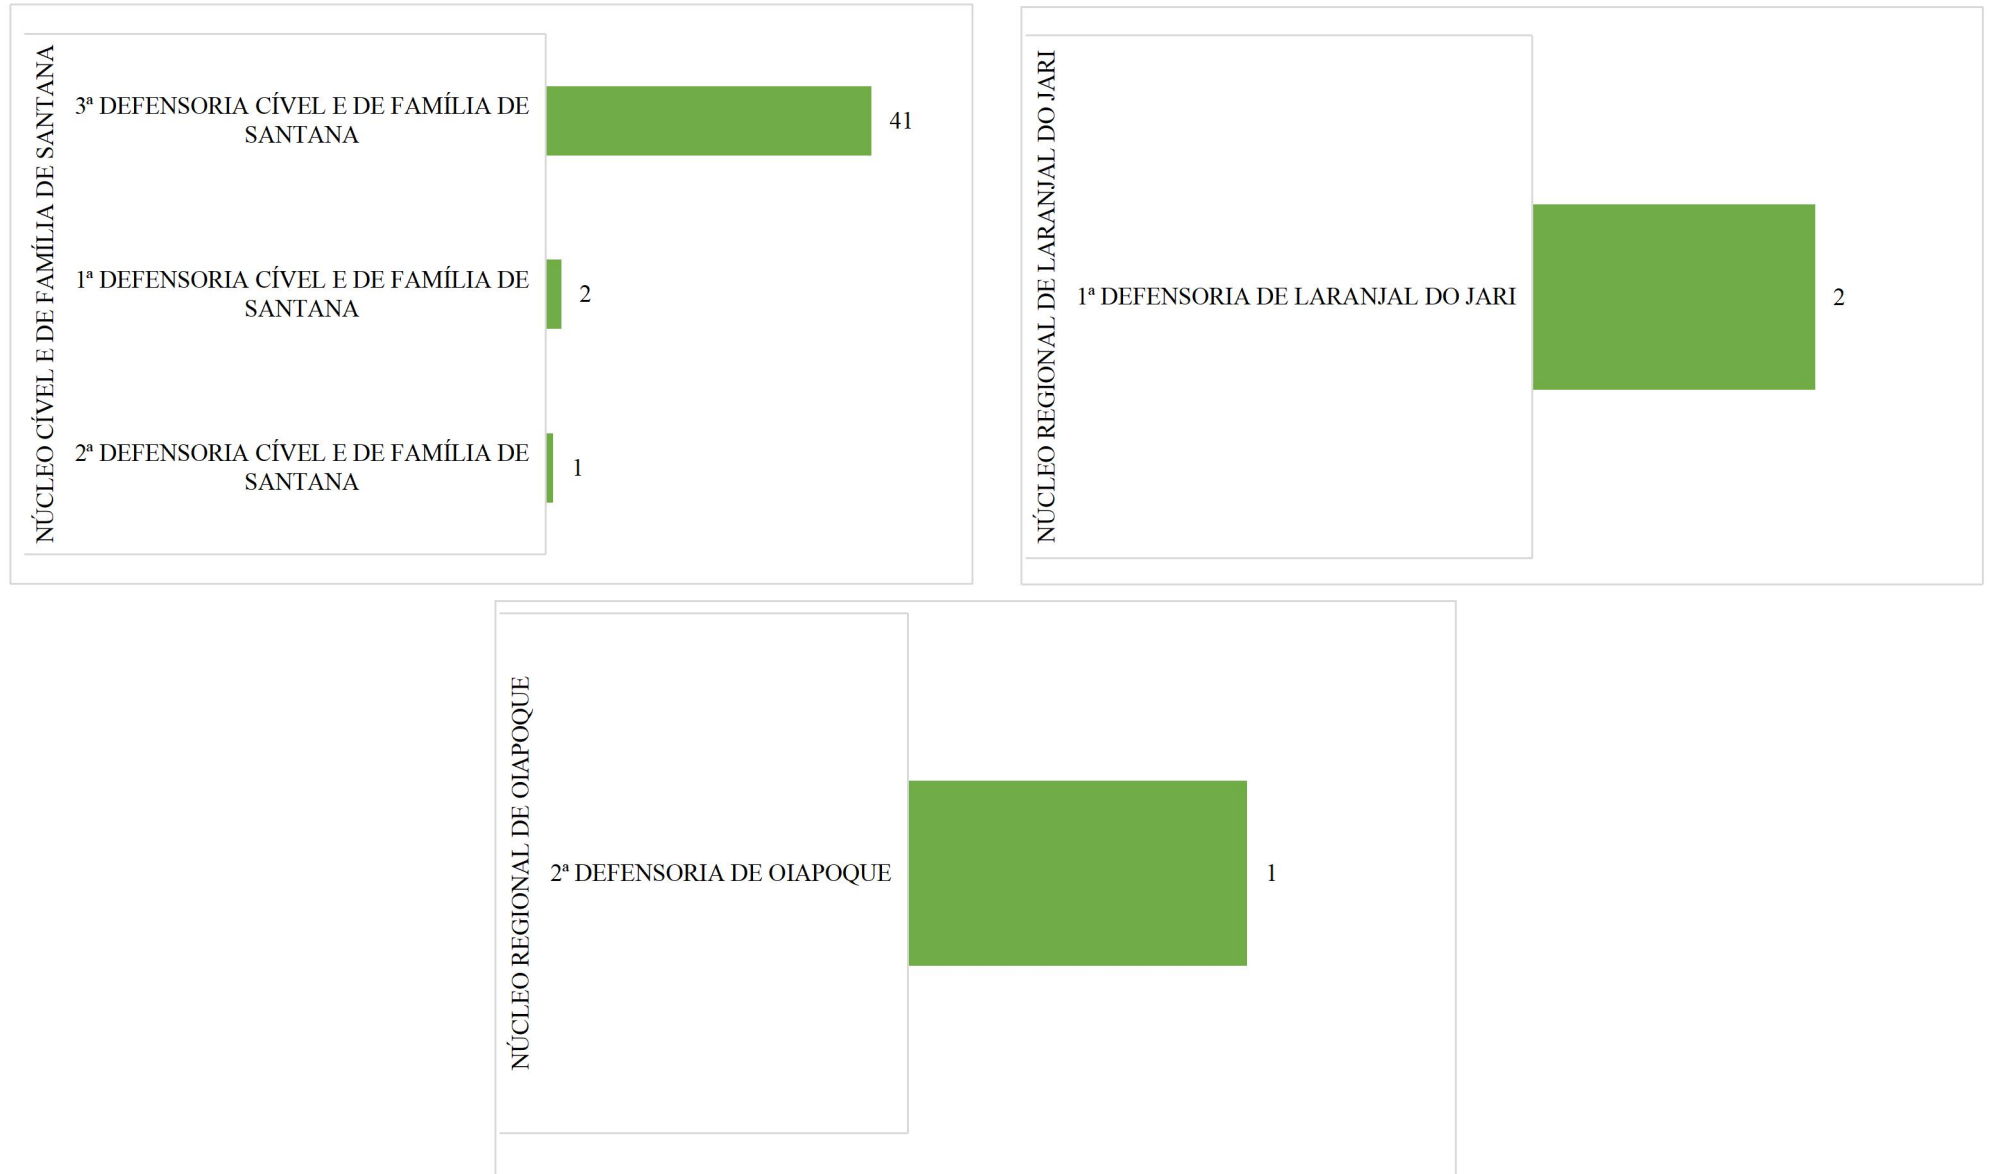 NÚCLEO CÍVEL E DE FAMÍLIA DE SANTANA
3ª DEFENSORIA CÍVEL E DE FAMÍLIA DE
SANTANA
41
1ª DEFENSORIA CÍVEL E DE FAMÍLIA DE
SANTANA
2
2ª DEFENSORIA CÍVEL E DE FAMÍLIA DE
SANTANA
1
NÚCLEO REGIONAL DE LARANJAL DO JARI
1ª DEFENSORIA DE LARANJAL DO JARI
2
NÚCLEO REGIONAL DE OIAPOQUE
2ª DEFENSORIA DE OIAPOQUE
1